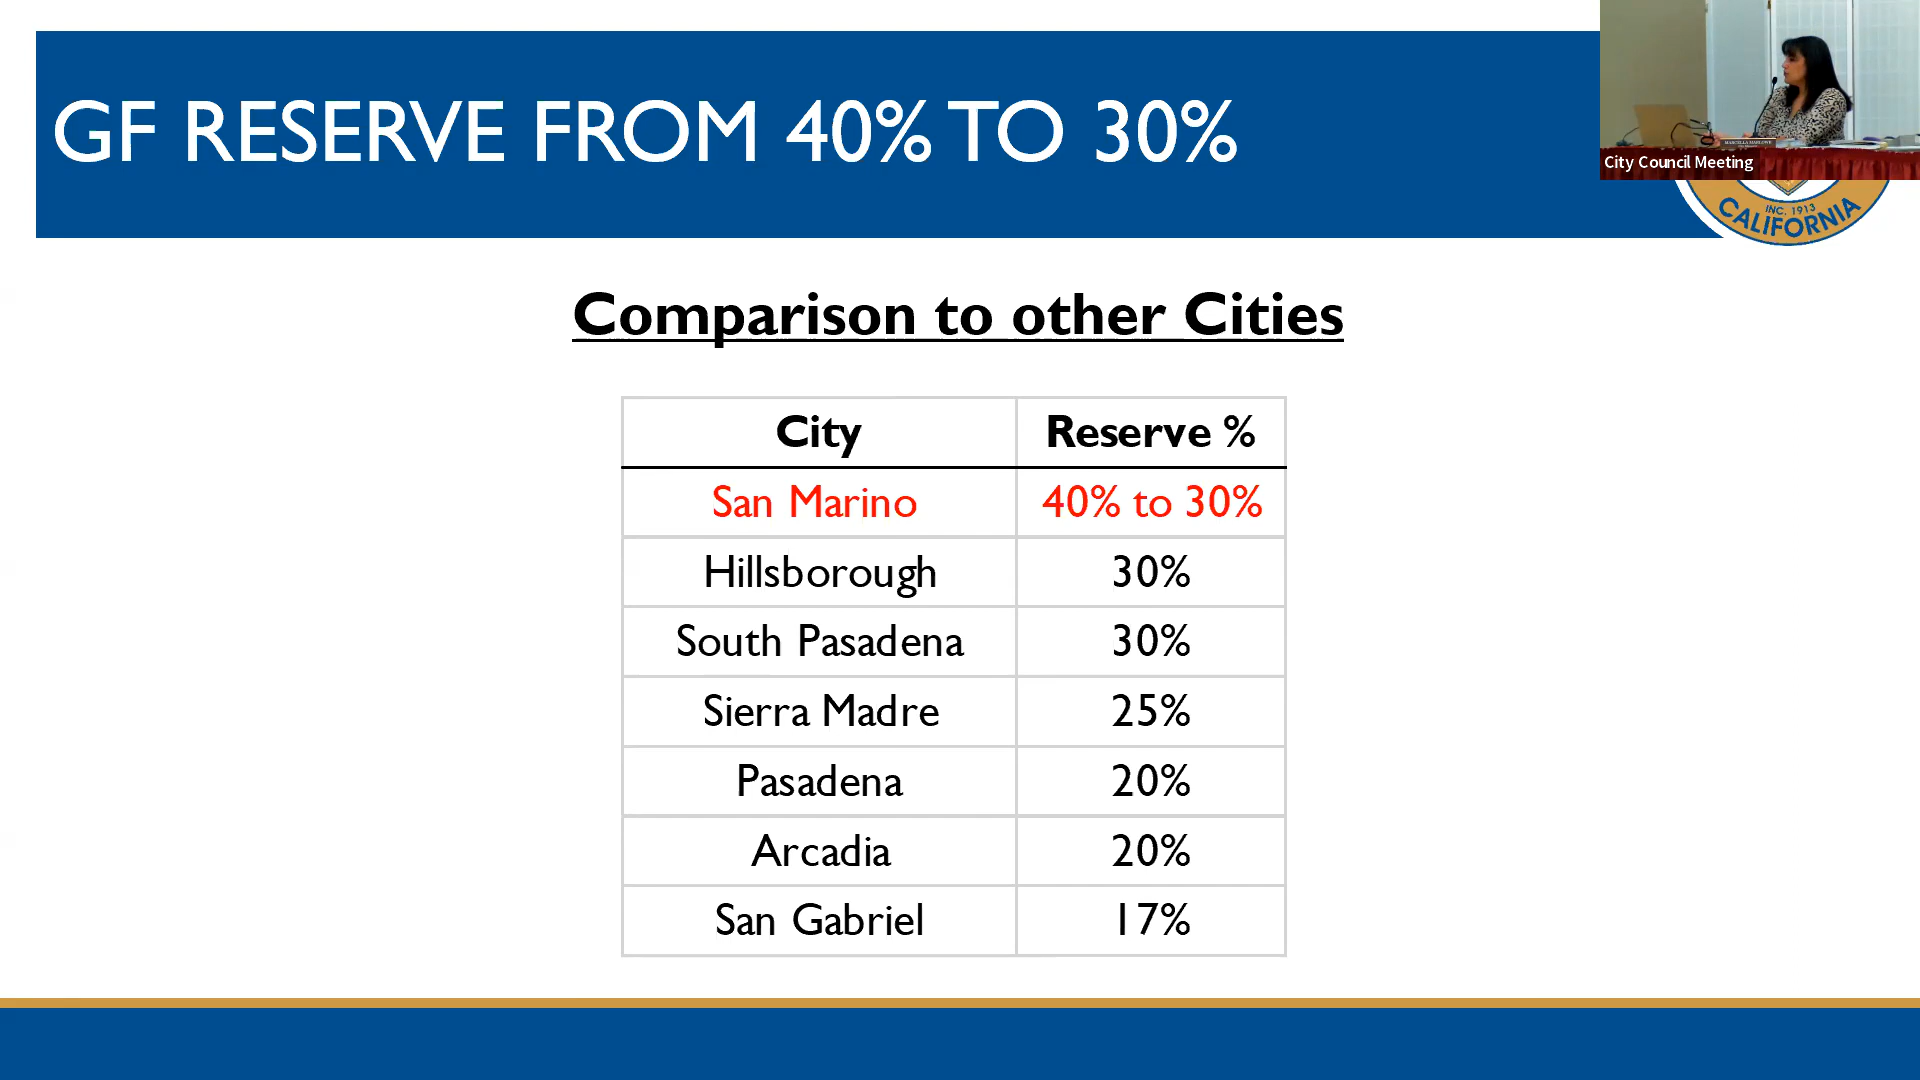 GF RESERVE FROM 40% TO 30%
City Council Meeting
INC. 1913
CALIFORNIA
Comparison to other Cities
City Reserve %
San Marino 40% to 30%
Hillsborough 30%
South Pasadena 30%
Sierra Madre 25%
Pasadena 20%
Arcadia 20%
San Gabriel 17%